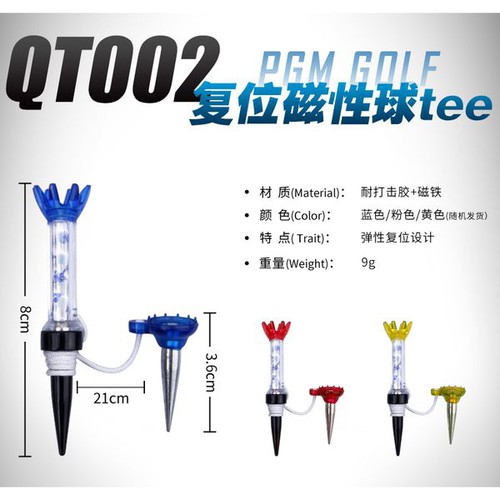 QT002
PGM GOLF
复位磁性球tee
材 质(Material): 耐打击胶+磁铁
颜 色(Color): 蓝色/粉色/黄色(随机发货)
特 点( Trait): 弹性复位设计
重量(Weight): 9g
8cm
21cm
3.6cm